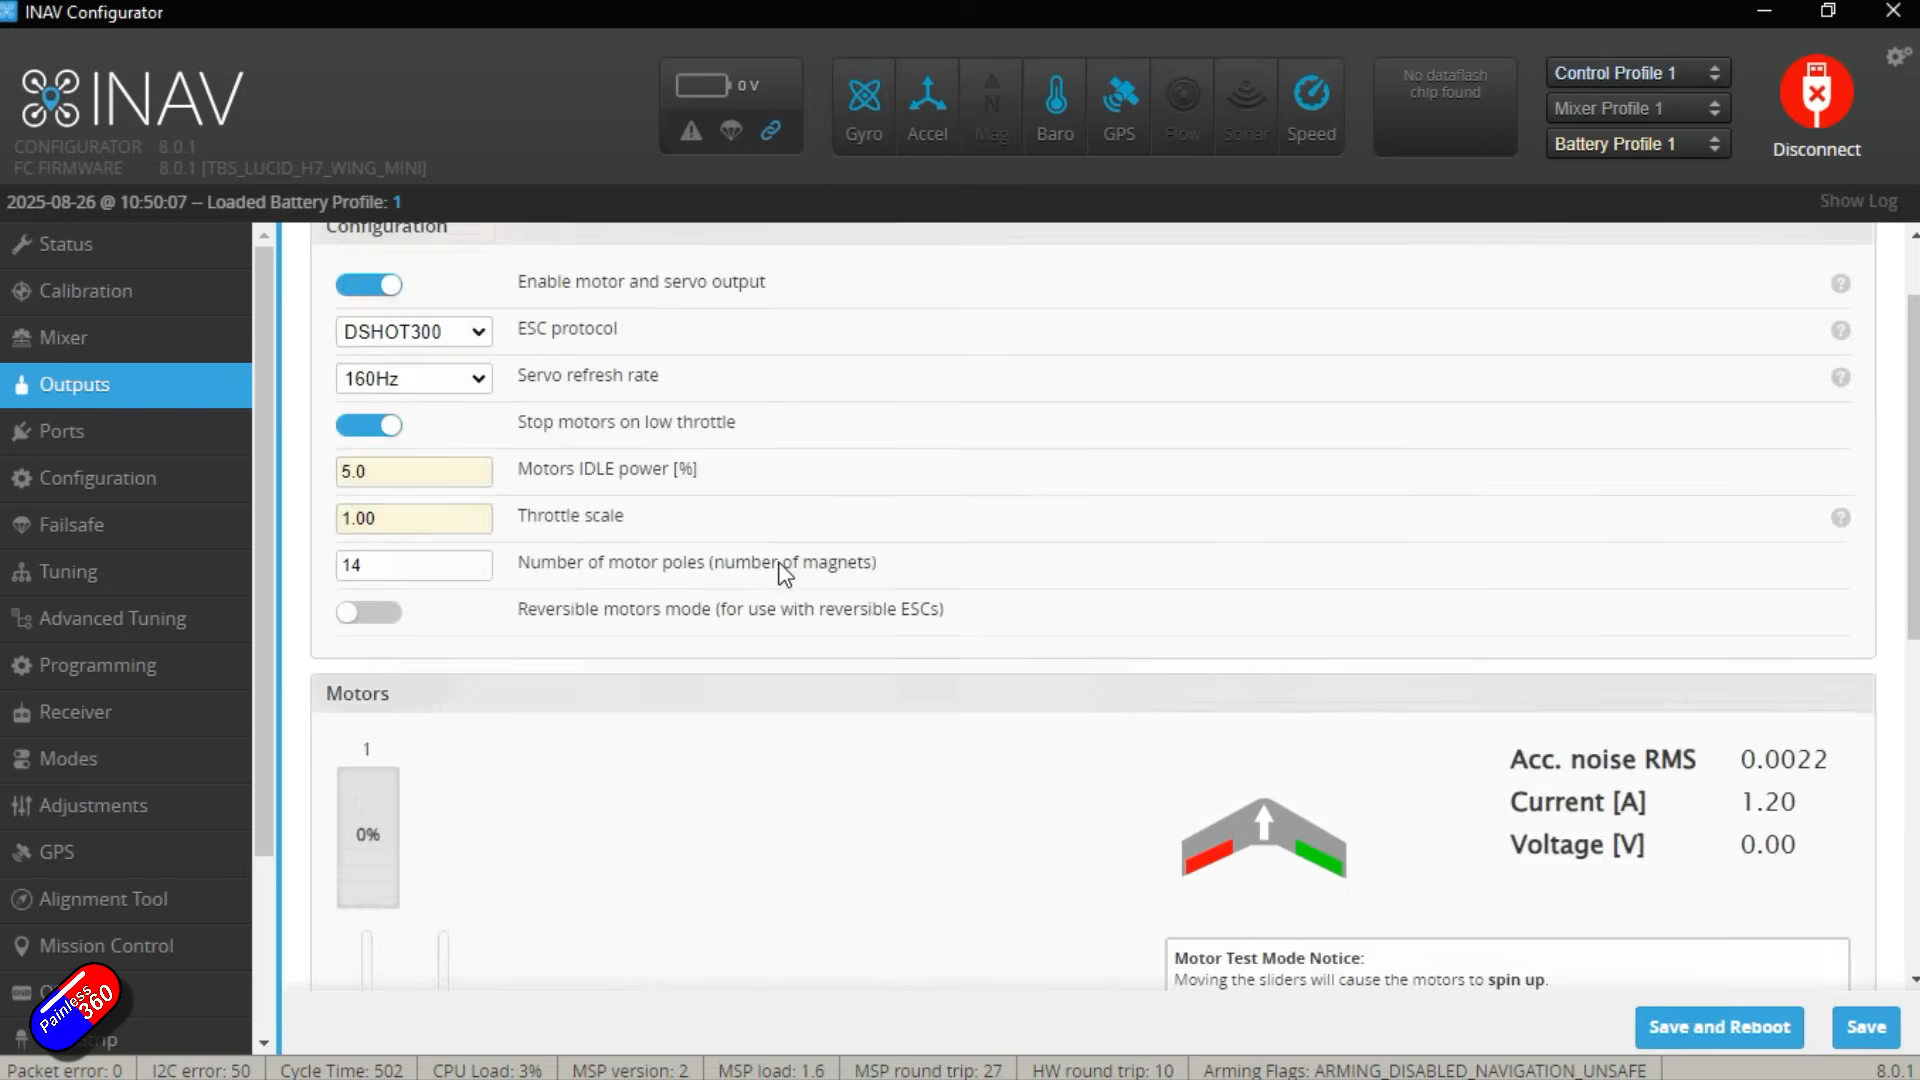 INAV Configurator
INAV
CONFIGURATOR 8.0.1
FC FIRMWARE 8.0.1 [TBS_LUCID_H7_WING_MINI]
0 V
Gyro
Accel
Mag
Baro
GPS
Flow
Sonar
Speed
No dataflash
chip found
Control Profile 1
Mixer Profile 1
Battery Profile 1
Disconnect
2025-08-26 @ 10:50:07 -- Loaded Battery Profile: 1
Show Log
Status
Calibration
Mixer
Outputs
Ports
Configuration
Failsafe
Tuning
Advanced Tuning
Programming
Receiver
Modes
Adjustments
GPS
Alignment Tool
Mission Control
Painless
360
Configuration
Enable motor and servo output
DSHOT300 ESC protocol
160Hz Servo refresh rate
Stop motors on low throttle
5.0 Motors IDLE power [%]
1.00 Throttle scale
14 Number of motor poles (number of magnets)
Reversible motors mode (for use with reversible ESCs)
Motors
1
0%
Acc. noise RMS 0.0022
Current [A] 1.20
Voltage [V] 0.00
Motor Test Mode Notice:
Moving the sliders will cause the motors to spin up.
Save and Reboot
Save
Packet error: 0
I2C error: 50
Cycle Time: 502
CPU Load: 3%
MSP version: 2
MSP load: 1.6
MSP round trip: 27
HW round trip: 10
Arming Flags: ARMING_DISABLED_NAVIGATION_UNSAFE
8.0.1